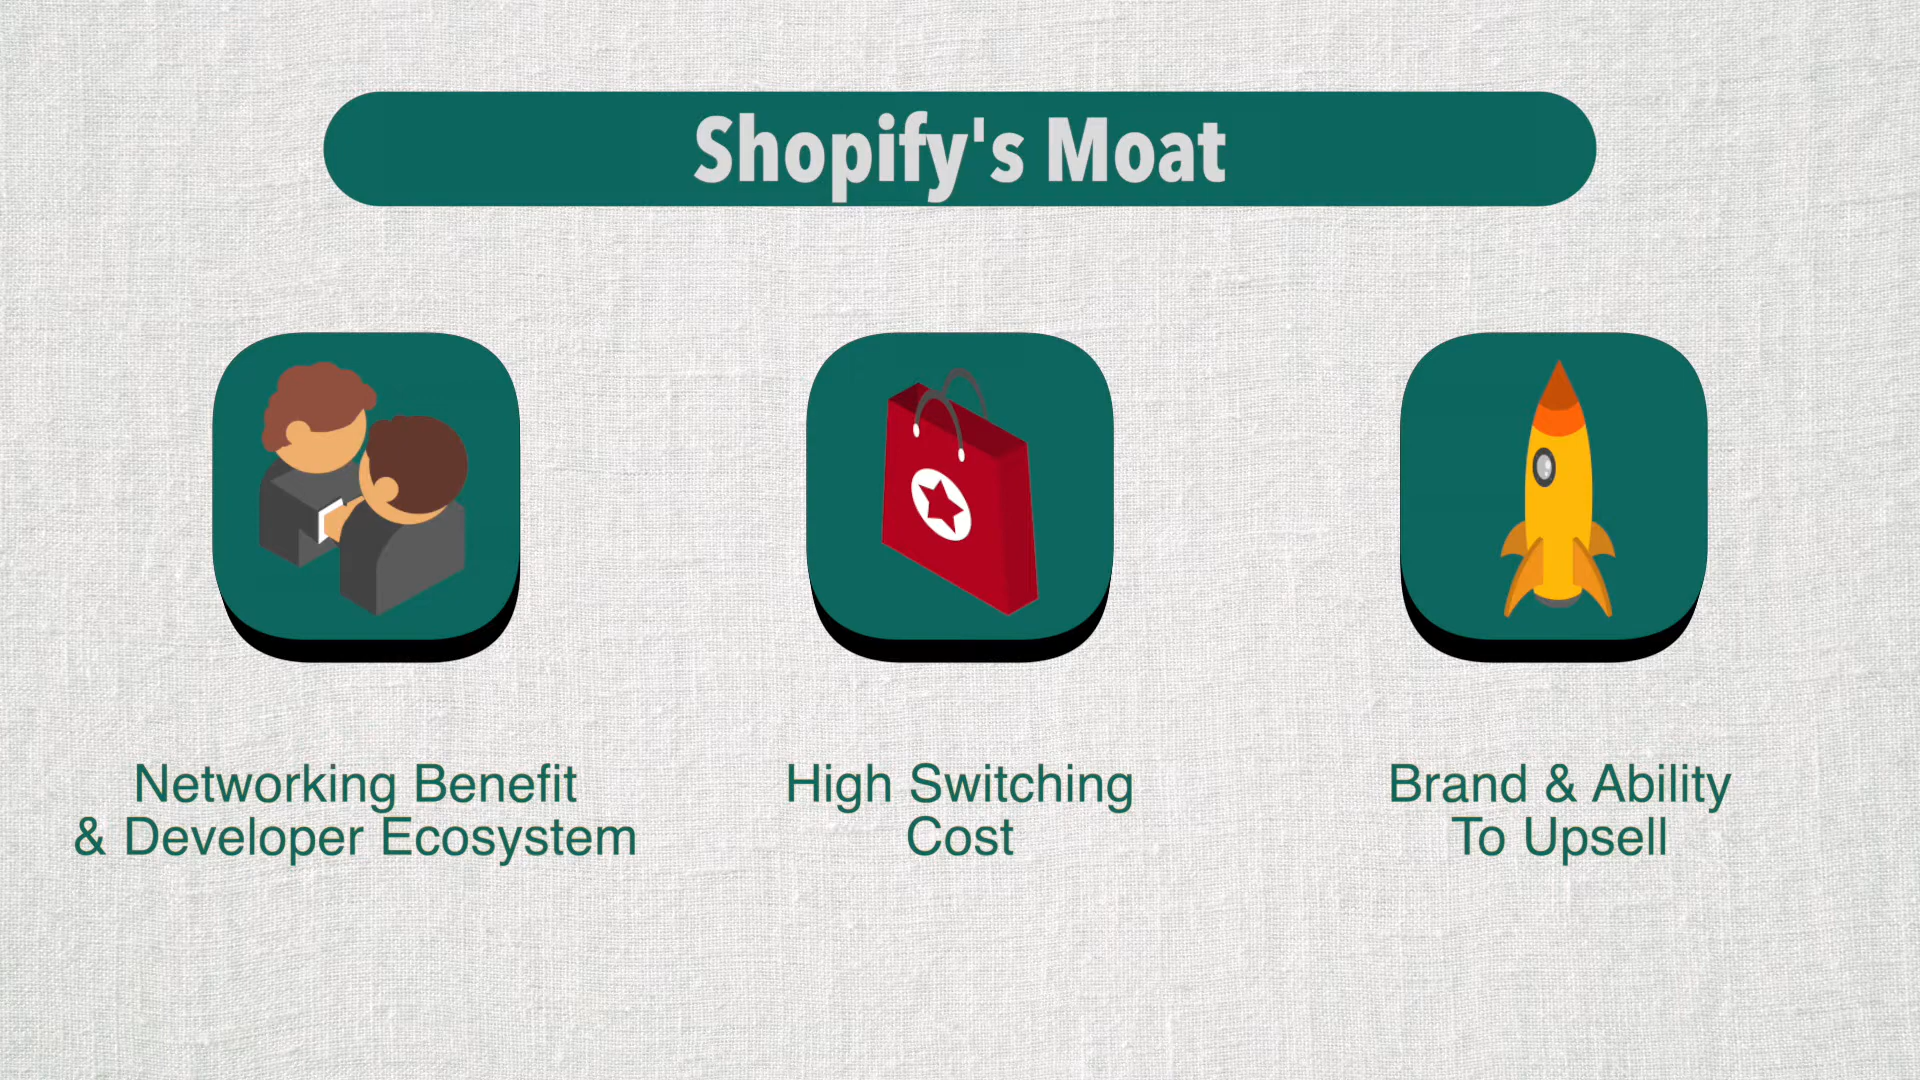 Shopify's Moat
Networking Benefit
& Developer Ecosystem
High Switching
Cost
Brand & Ability
To Upsell